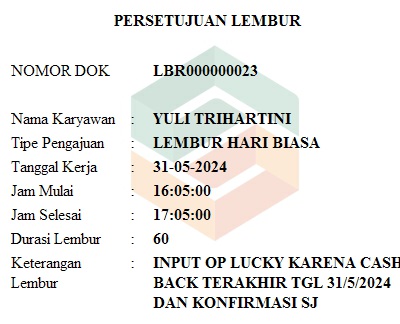 PERSETUJUAN LEMBUR
NOMOR DOK LBR000000023
Nama Karyawan : YULI TRIHARTINI
Tipe Pengajuan : LEMBUR HARI BIASA
Tanggal Kerja : 31-05-2024
Jam Mulai : 16:05:00
Jam Selesai : 17:05:00
Durasi Lembur : 60
Keterangan : INPUT OP LUCKY KARENA CASH
Lembur BACK TERAKHIR TGL 31/5/2024
DAN KONFIRMASI SJ